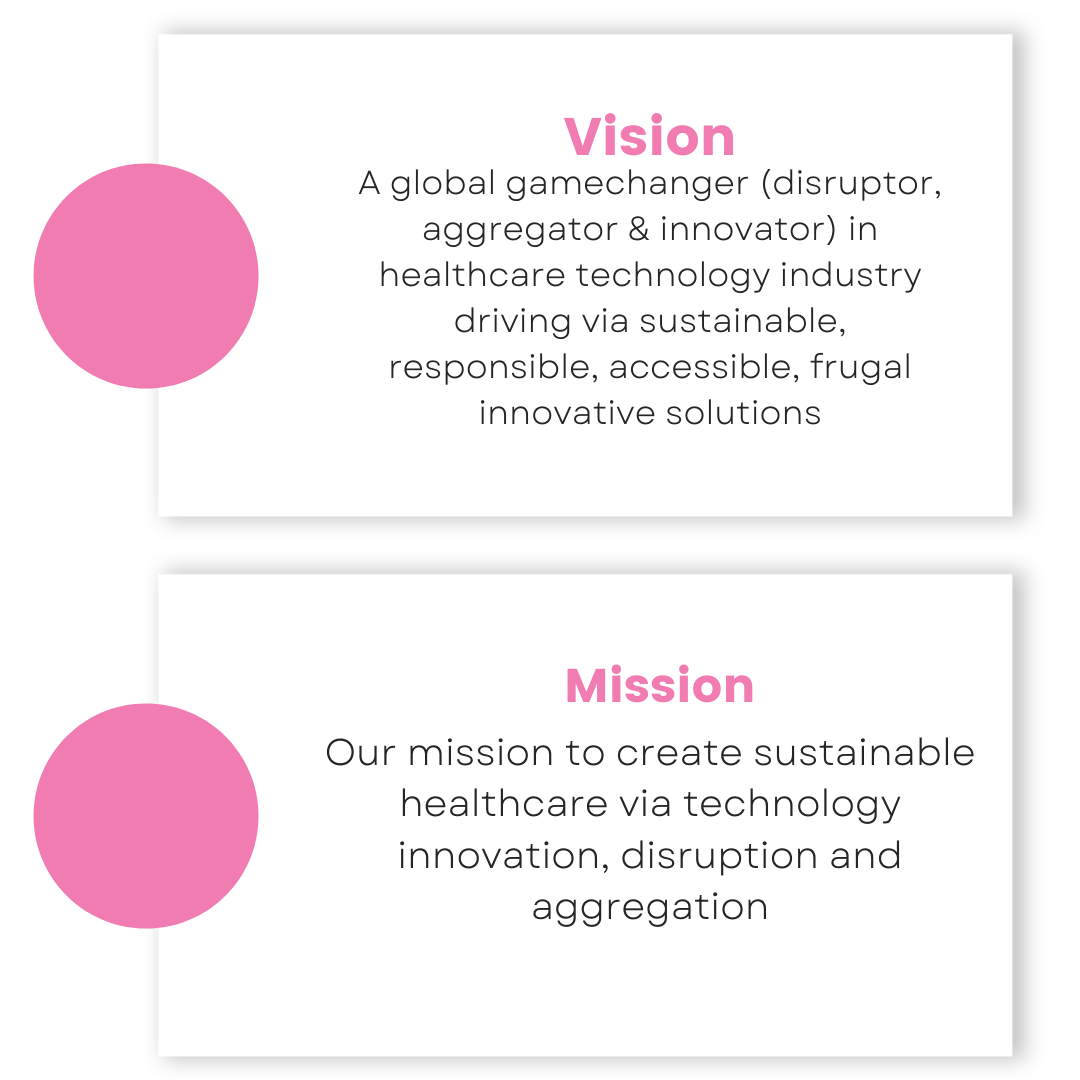 Vision
A global gamechanger (disruptor,
aggregator & innovator) in
healthcare technology industry
driving via sustainable,
responsible, accessible, frugal
innovative solutions
Mission
Our mission to create sustainable
healthcare via technology
innovation, disruption and
aggregation